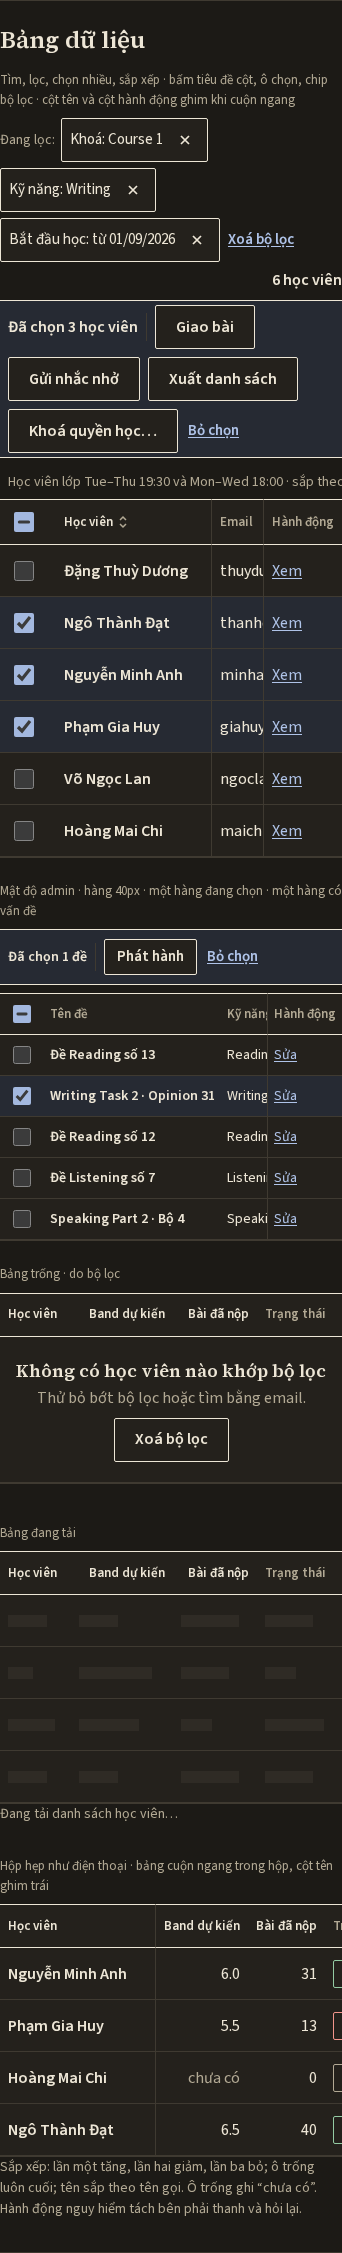 Bảng dữ liệu
Tìm, lọc, chọn nhiều, sắp xếp · bấm tiêu đề cột, ô chọn, chip
bộ lọc · cột tên và cột hành động ghim khi cuộn ngang
Đang lọc: Khoá: Course 1 ×
Kỹ năng: Writing ×
Bắt đầu học: từ 01/09/2026 × Xoá bộ lọc
6 học viên
Đã chọn 3 học viên Giao bài
Gửi nhắc nhở Xuất danh sách
Khoá quyền học… Bỏ chọn
Học viên lớp Tue–Thu 19:30 và Mon–Wed 18:00 · sắp theo
Học viên Email Hành động
Đặng Thuỳ Dương thuydu Xem
Ngô Thành Đạt thanh Xem
Nguyễn Minh Anh minha Xem
Phạm Gia Huy giahuy Xem
Võ Ngọc Lan ngocla Xem
Hoàng Mai Chi maich Xem
Mật độ admin · hàng 40px · một hàng đang chọn · một hàng có
vấn đề
Đã chọn 1 đề Phát hành Bỏ chọn
Tên đề Kỹ năng Hành động
Đề Reading số 13 Readin Sửa
Writing Task 2 · Opinion 31 Writing Sửa
Đề Reading số 12 Readin Sửa
Đề Listening số 7 Listeni Sửa
Speaking Part 2 · Bộ 4 Speaki Sửa
Bảng trống · do bộ lọc
Học viên Band dự kiến Bài đã nộp Trạng thái
Không có học viên nào khớp bộ lọc
Thử bỏ bớt bộ lọc hoặc tìm bằng email.
Xoá bộ lọc
Bảng đang tải
Học viên Band dự kiến Bài đã nộp Trạng thái
Đang tải danh sách học viên…
Hộp hẹp như điện thoại · bảng cuộn ngang trong hộp, cột tên
ghim trái
Học viên Band dự kiến Bài đã nộp
Nguyễn Minh Anh 6.0 31
Phạm Gia Huy 5.5 13
Hoàng Mai Chi chưa có 0
Ngô Thành Đạt 6.5 40
Sắp xếp: lần một tăng, lần hai giảm, lần ba bỏ; ô trống
luôn cuối; tên sắp theo tên gọi. Ô trống ghi “chưa có”.
Hành động nguy hiểm tách bên phải thanh và hỏi lại.